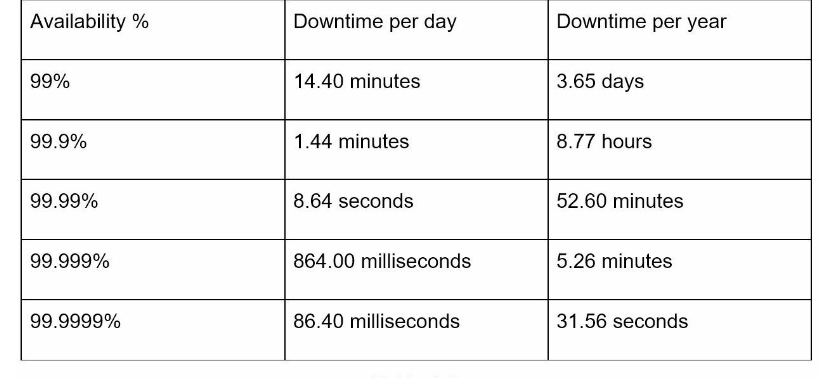 Availability % Downtime per day Downtime per year
99% 14.40 minutes 3.65 days
99.9% 1.44 minutes 8.77 hours
99.99% 8.64 seconds 52.60 minutes
99.999% 864.00 milliseconds 5.26 minutes
99.9999% 86.40 milliseconds 31.56 seconds